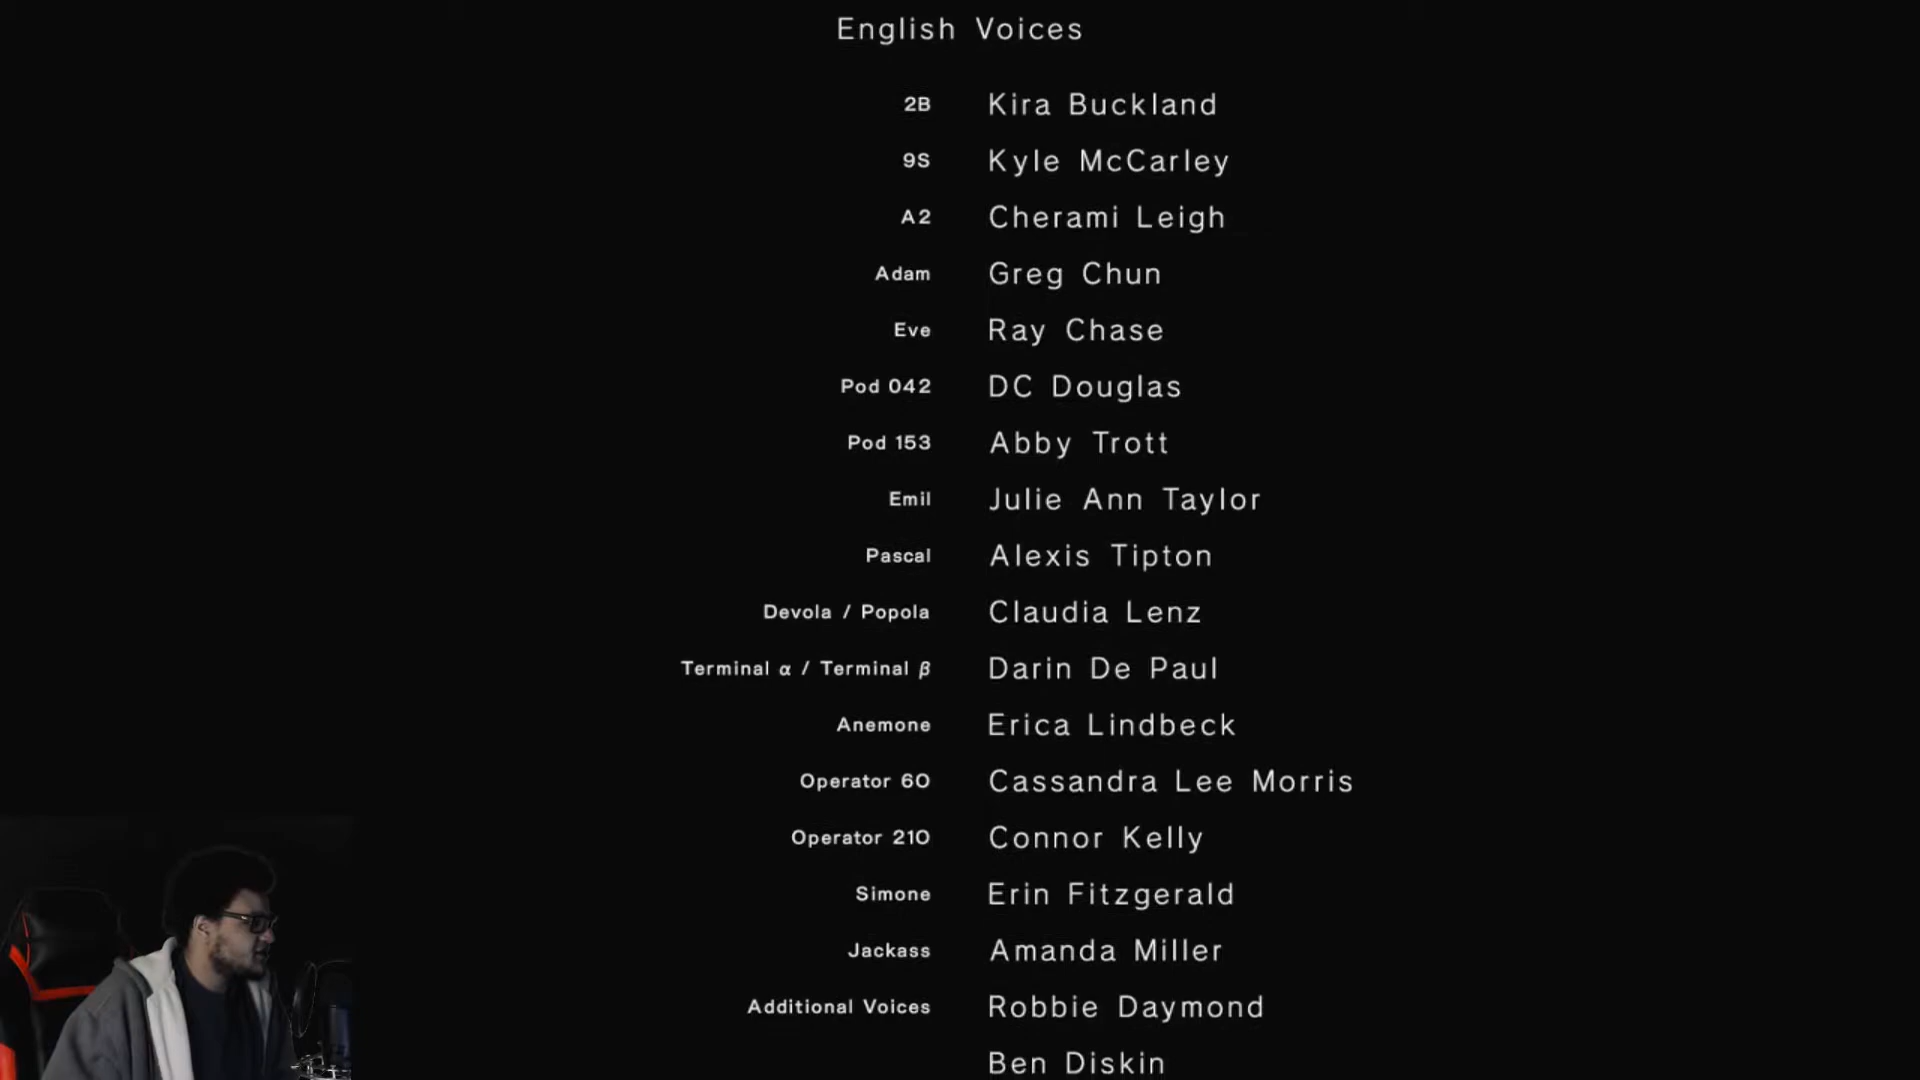 English Voices
2B Kira Buckland
9S Kyle McCarley
A2 Cherami Leigh
Adam Greg Chun
Eve Ray Chase
Pod 042 DC Douglas
Pod 153 Abby Trott
Emil Julie Ann Taylor
Pascal Alexis Tipton
Devola / Popola Claudia Lenz
Terminal α / Terminal β Darin De Paul
Anemone Erica Lindbeck
Operator 6O Cassandra Lee Morris
Operator 21O Connor Kelly
Simone Erin Fitzgerald
Jackass Amanda Miller
Additional Voices Robbie Daymond
Ben Diskin